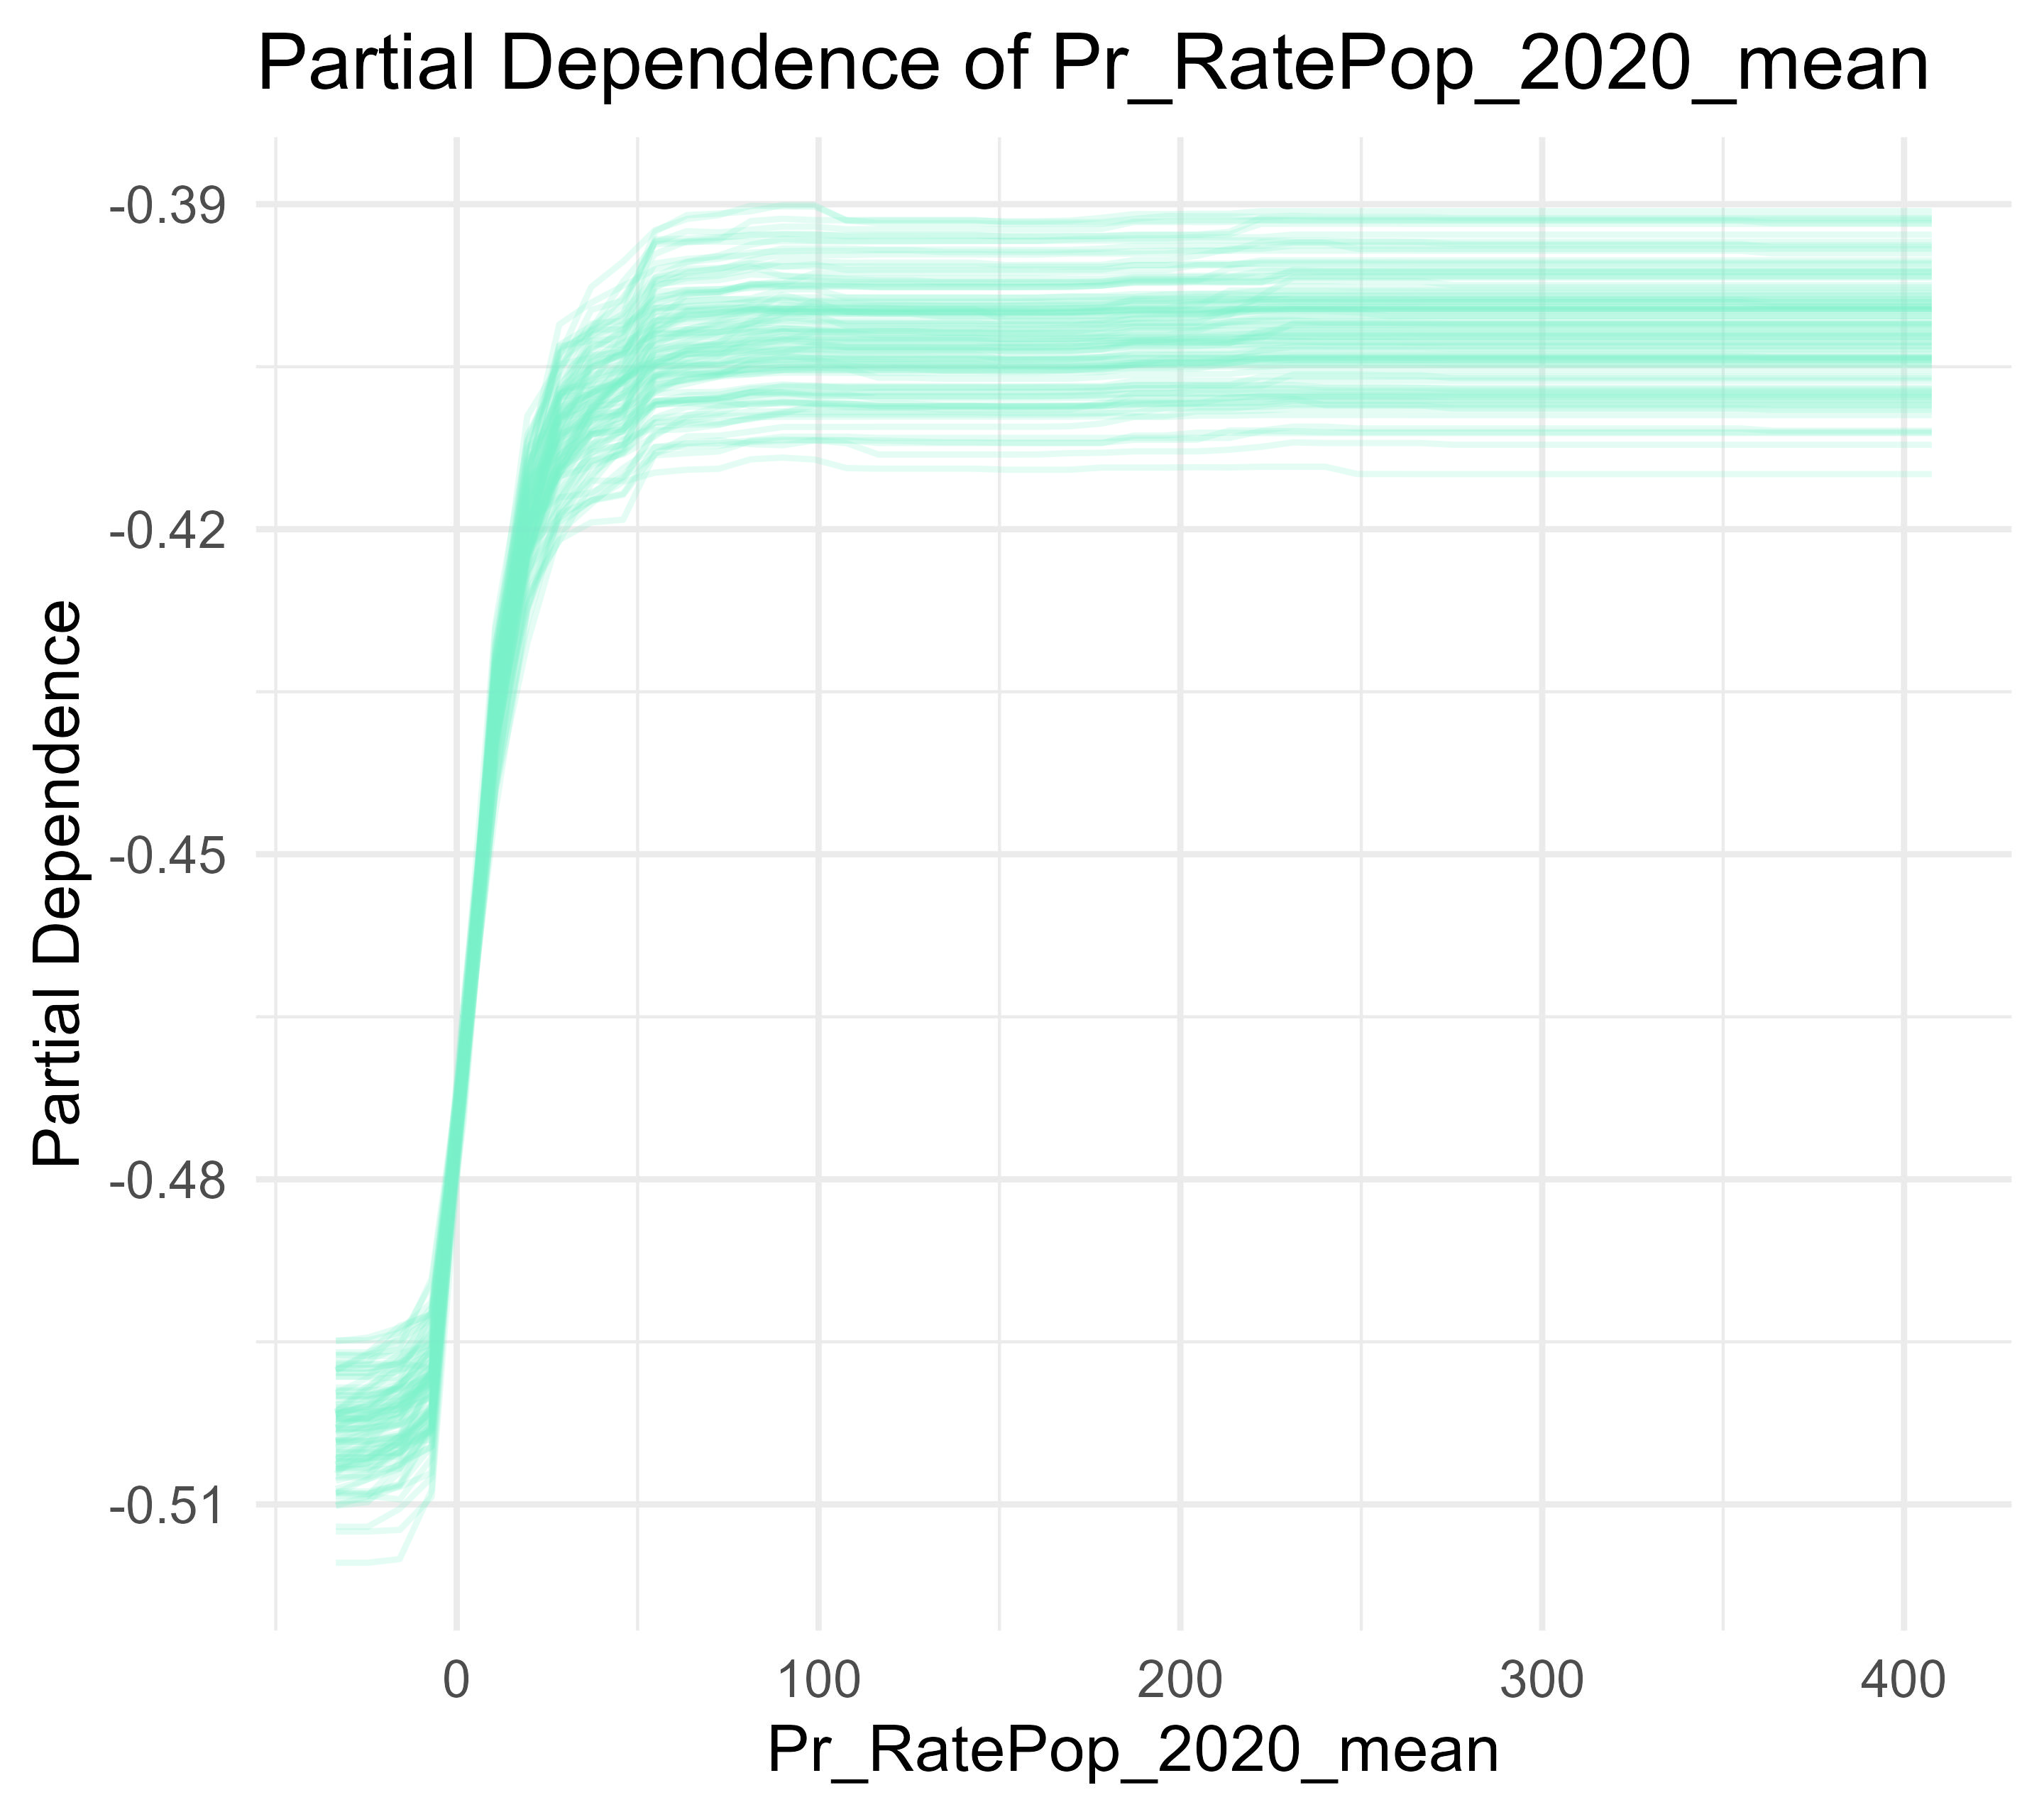 Partial Dependence of Pr_RatePop_2020_mean
-0.39
-0.42
-0.45
-0.48
-0.51
Partial Dependence
0 100 200 300 400
Pr_RatePop_2020_mean